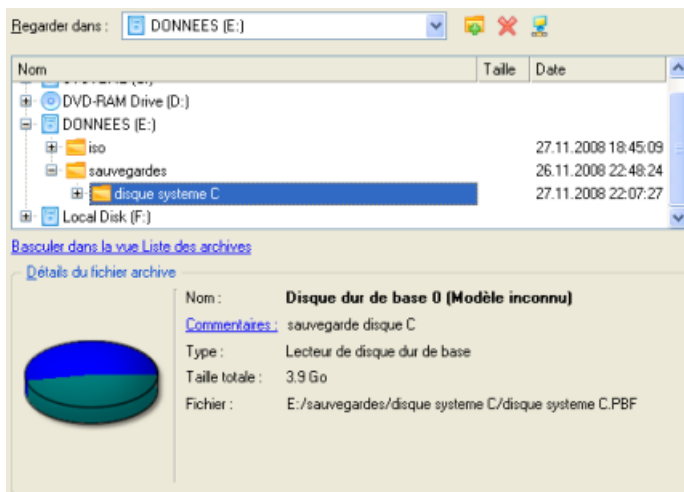 Regarder dans : DONNEES (E:)
Nom Taille Date
DVD-RAM Drive (D:)
DONNEES (E:)
iso 27.11.2008 18:45:09
sauvegardes 26.11.2008 22:48:24
disque systeme C 27.11.2008 22:07:27
Local Disk (F:)
Basculer dans la vue Liste des archives
Détails du fichier archive
Nom : Disque dur de base 0 (Modèle inconnu)
Commentaires : sauvegarde disque C
Type : Lecteur de disque dur de base
Taille totale : 3.9 Go
Fichier : E:/sauvegardes/disque systeme C/disque systeme C.PBF